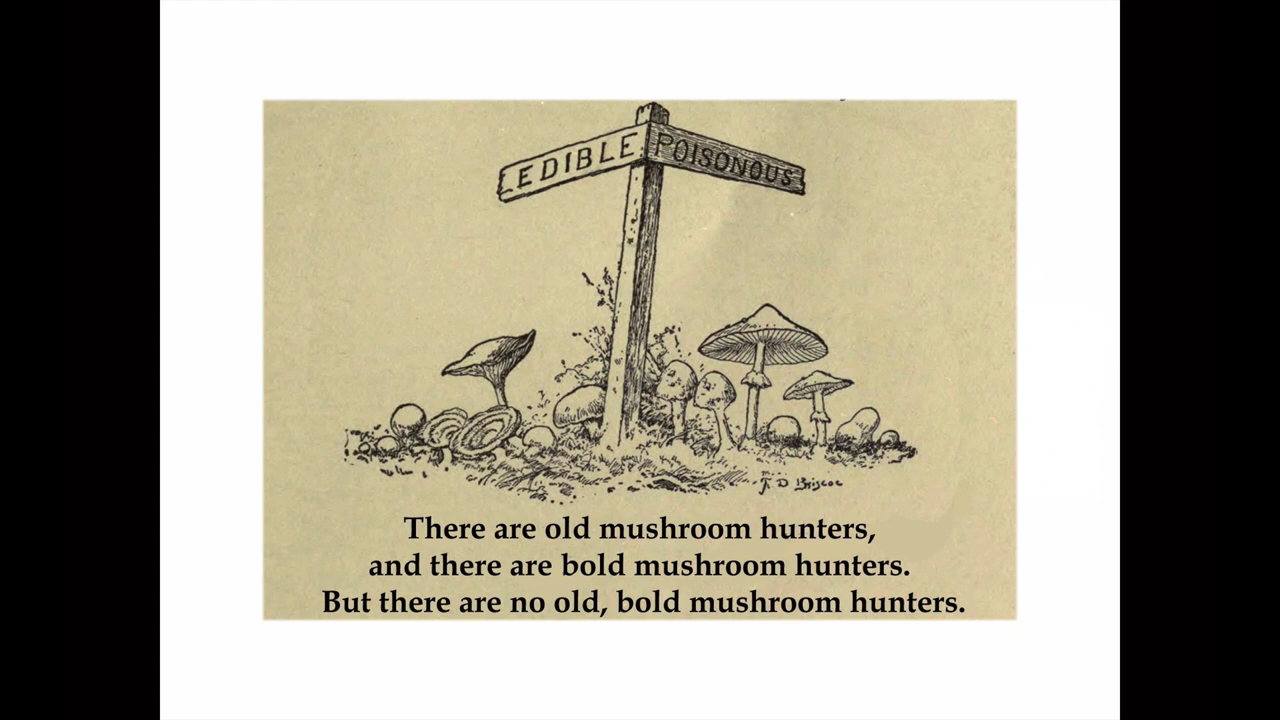 EDIBLE POISONOUS
T. D Briscoe
There are old mushroom hunters,
and there are bold mushroom hunters.
But there are no old, bold mushroom hunters.